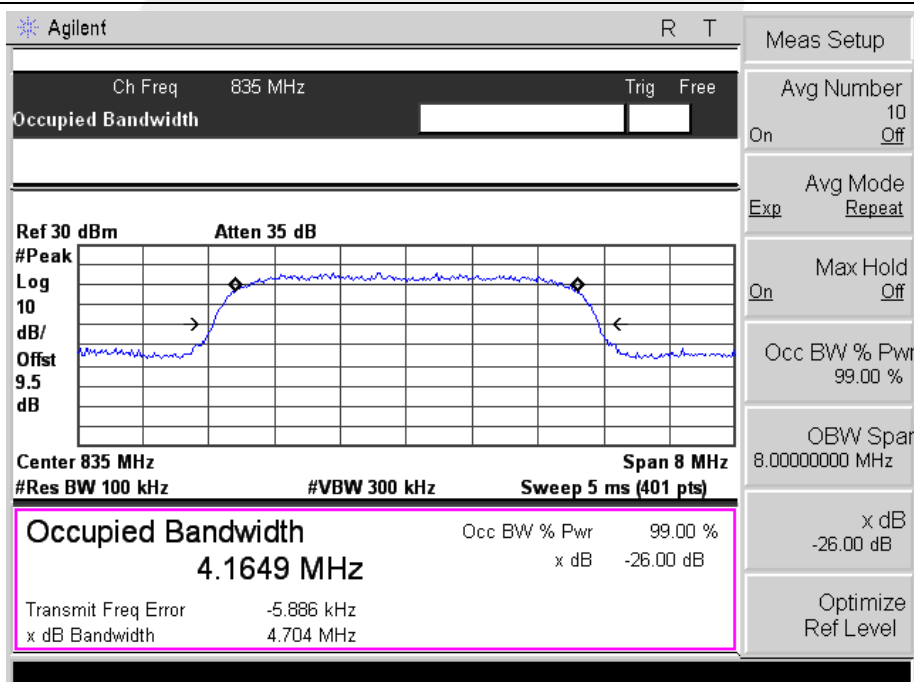 Agilent R T
Meas Setup
Ch Freq 835 MHz Trig Free
Occupied Bandwidth
Avg Number
10
On Off
Avg Mode
Exp Repeat
Max Hold
On Off
Occ BW % Pwr
99.00 %
OBW Span
8.00000000 MHz
x dB
-26.00 dB
Optimize
Ref Level
Ref 30 dBm Atten 35 dB
#Peak
Log
10
dB/
Offst
9.5
dB
Center 835 MHz Span 8 MHz
#Res BW 100 kHz #VBW 300 kHz Sweep 5 ms (401 pts)
Occupied Bandwidth
4.1649 MHz
Occ BW % Pwr 99.00 %
x dB -26.00 dB
Transmit Freq Error -5.886 kHz
x dB Bandwidth 4.704 MHz